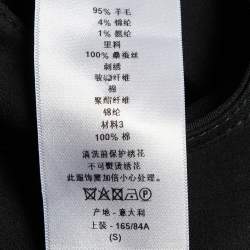 95% 羊毛
4% 锦纶
1% 氨纶
里料
100% 桑蚕丝
刺绣
玻璃纤维
棉
聚酯纤维
锦纶
材料3
100% 棉
清洗前保护绣花
不可熨烫绣花
此服饰需加倍小心处理。
产地 - 意大利
上装 - 165/84A
(S)